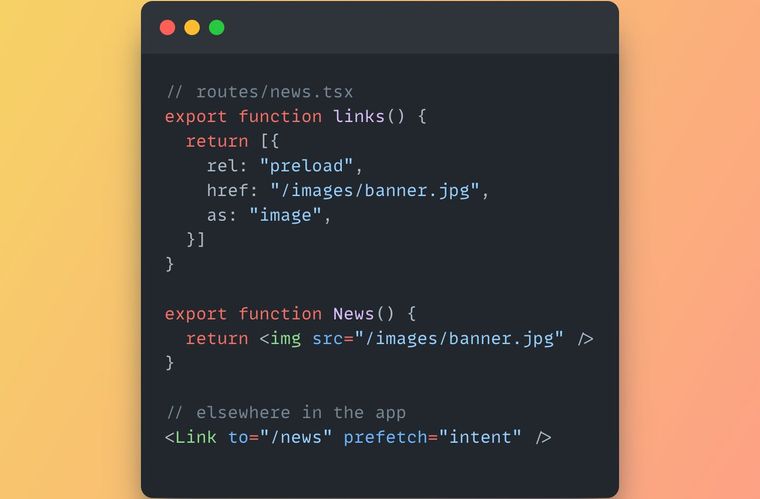 // routes/news.tsx
export function links() {
  return [{
    rel: "preload",
    href: "/images/banner.jpg",
    as: "image",
  }]
}

export function News() {
  return <img src="/images/banner.jpg" />
}

// elsewhere in the app
<Link to="/news" prefetch="intent" />